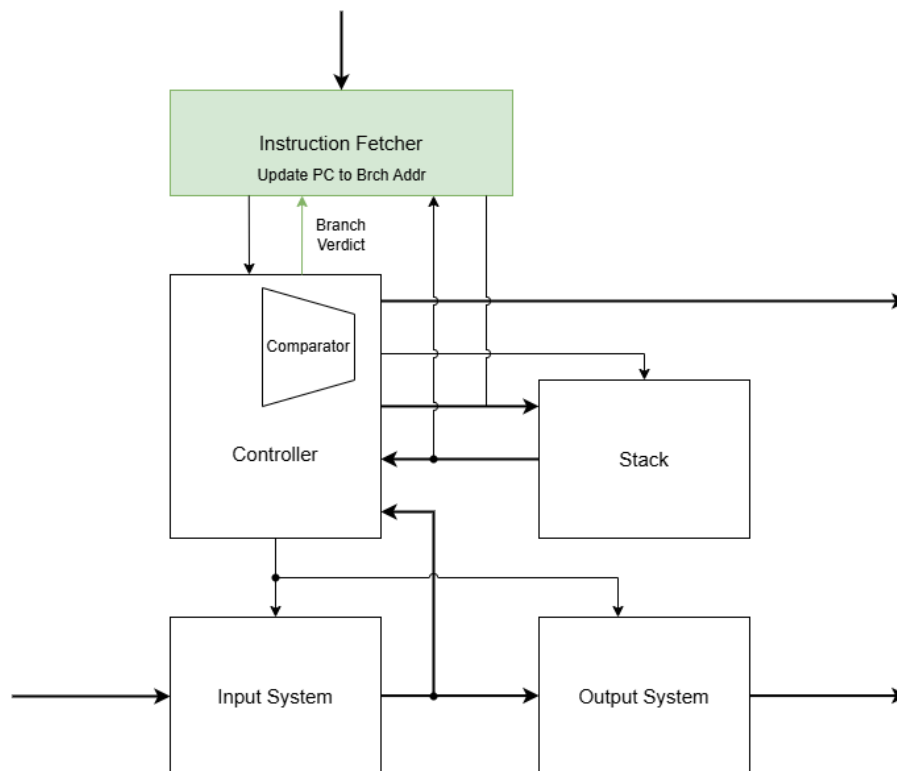 Instruction Fetcher
Update PC to Brch Addr
Branch
Verdict
Comparator
Controller
Stack
Input System
Output System